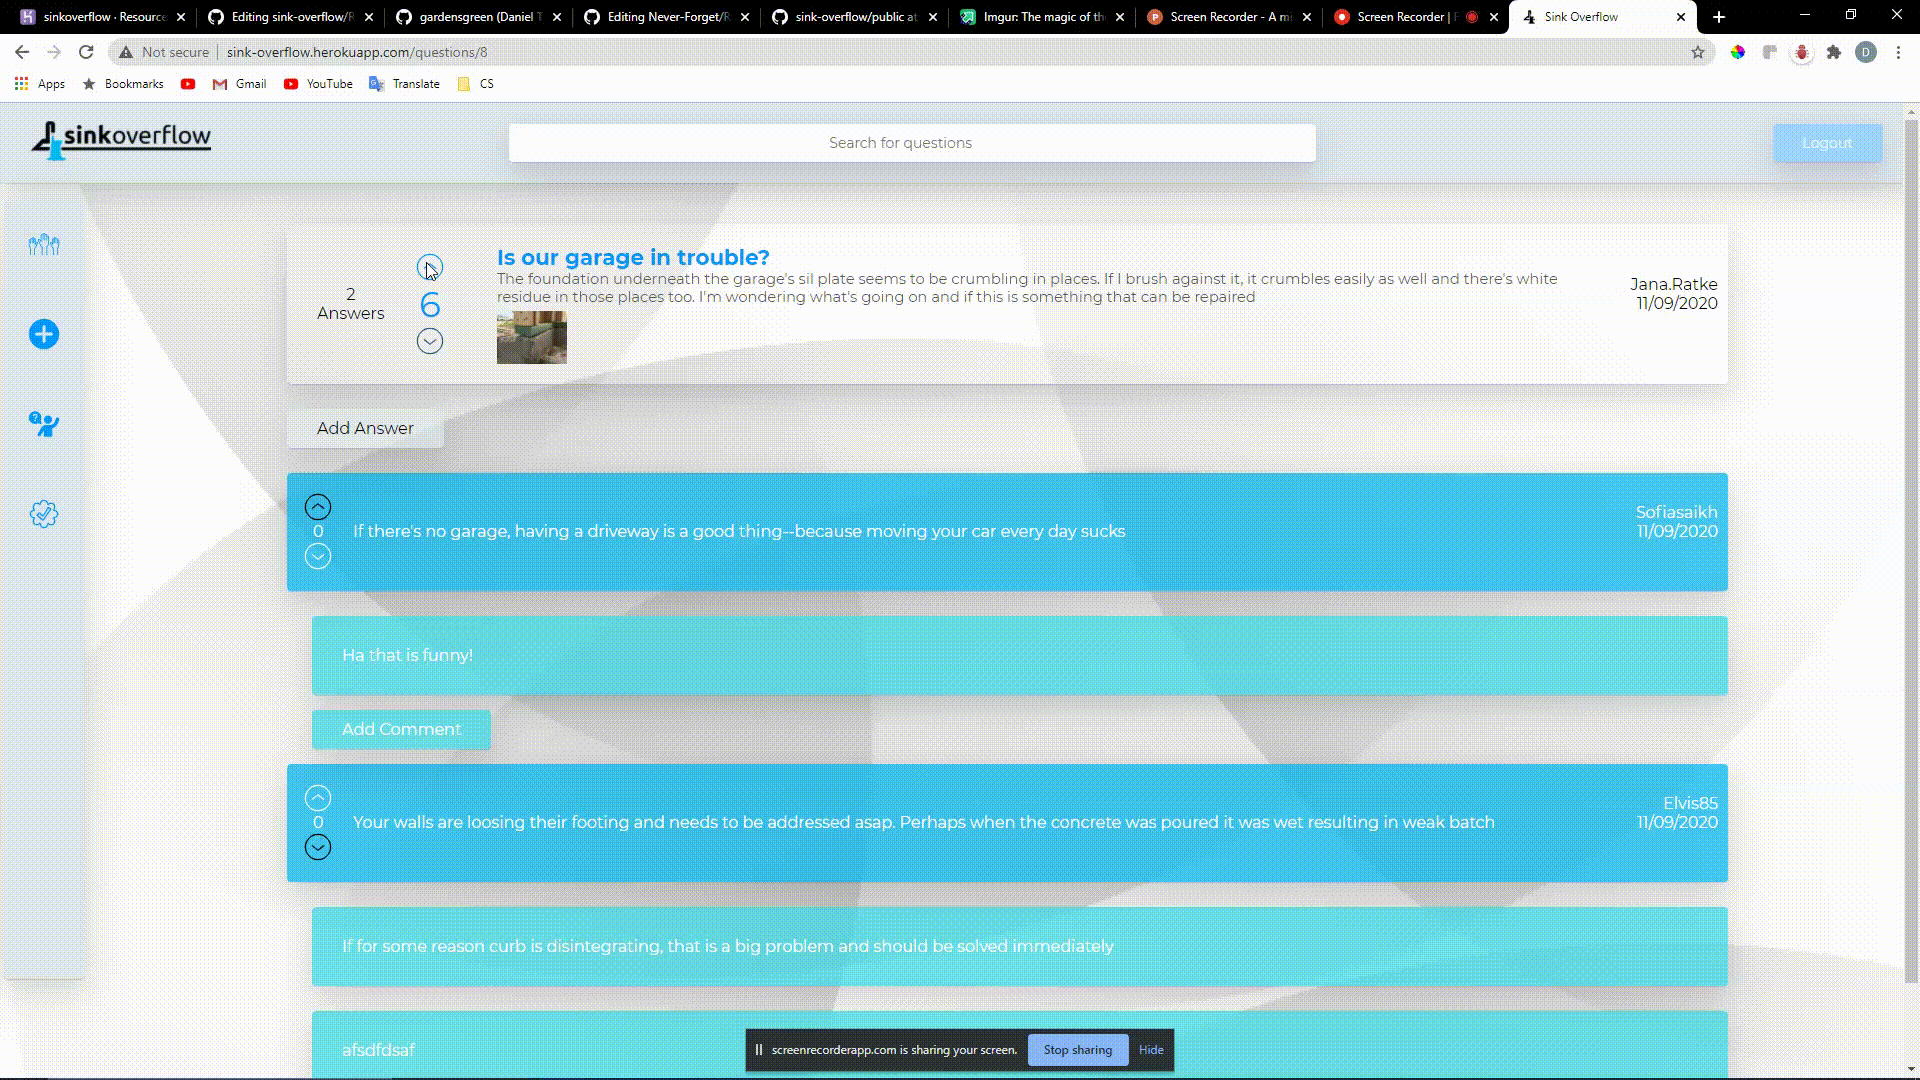 sinkoverflow · Resource
Editing sink-overflow/R
gardensgreen (Daniel T
Editing Never-Forget/R
sink-overflow/public at
Imgur: The magic of th
Screen Recorder - A mi
Screen Recorder |
Sink Overflow
Not secure
sink-overflow.herokuapp.com/questions/8
D
Apps
Bookmarks
Gmail
YouTube
Translate
CS
sinkoverflow
Search for questions
Logout
2
Answers
6
Is our garage in trouble?
The foundation underneath the garage's sil plate seems to be crumbling in places. If I brush against it, it crumbles easily as well and there's white
residue in those places too. I'm wondering what's going on and if this is something that can be repaired
Jana.Ratke
11/09/2020
Add Answer
0
If there's no garage, having a driveway is a good thing--because moving your car every day sucks
Sofiasaikh
11/09/2020
Ha that is funny!
Add Comment
0
Your walls are loosing their footing and needs to be addressed asap. Perhaps when the concrete was poured it was wet resulting in weak batch
Elvis85
11/09/2020
If for some reason curb is disintegrating, that is a big problem and should be solved immediately
afsdfdsaf
screenrecorderapp.com is sharing your screen.
Stop sharing
Hide